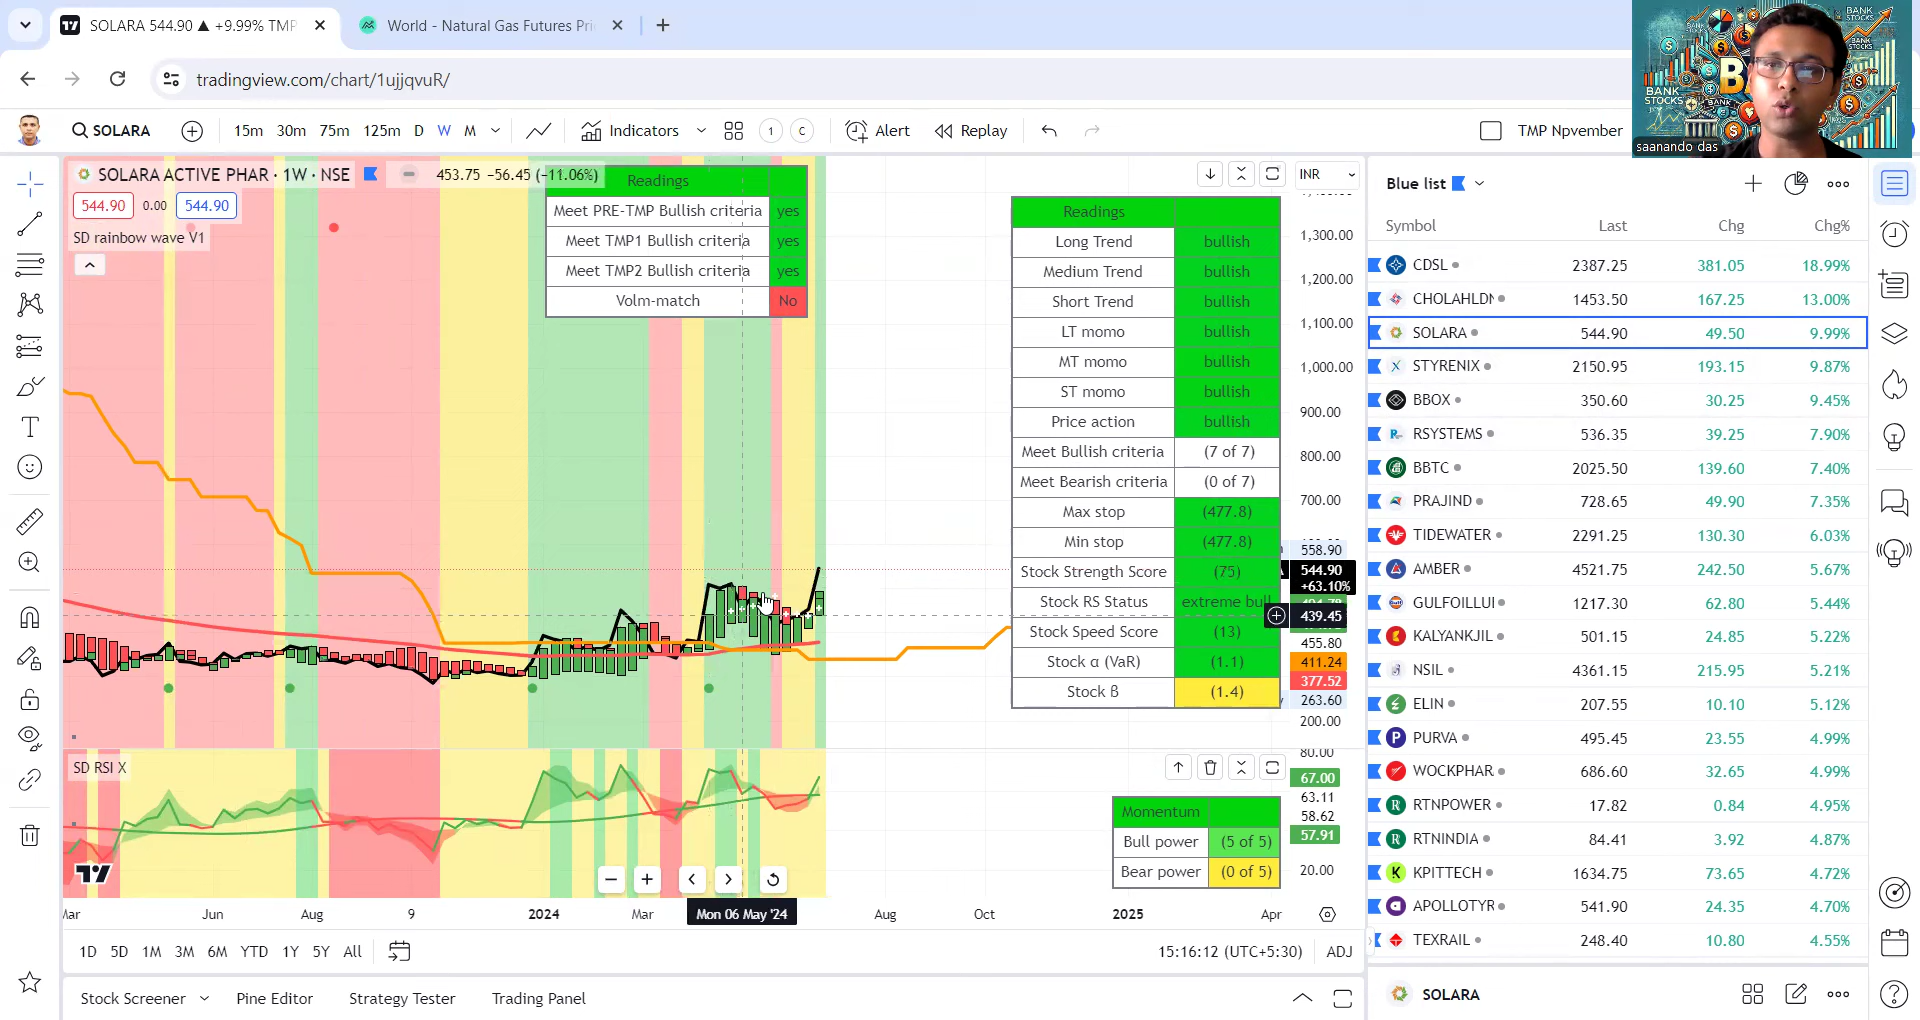 SOLARA 544.90 ▲ +9.99% TMP
World - Natural Gas Futures Pri
tradingview.com/chart/1ujjqvuR/
SOLARA
15m 30m 75m 125m D W M
Indicators
1 C
Alert
Replay
TMP Npvember
saanando das
BANK STOCKS
BANK STOCKS
BANK STOCKS
SOLARA ACTIVE PHAR · 1W · NSE
453.75 −56.45 (−11.06%)
544.90 0.00 544.90
SD rainbow wave V1
Readings
Meet PRE-TMP Bullish criteria yes
Meet TMP1 Bullish criteria yes
Meet TMP2 Bullish criteria yes
Volm-match No
Readings
Long Trend bullish
Medium Trend bullish
Short Trend bullish
LT momo bullish
MT momo bullish
ST momo bullish
Price action bullish
Meet Bullish criteria (7 of 7)
Meet Bearish criteria (0 of 7)
Max stop (477.8)
Min stop (477.8)
Stock Strength Score (75)
Stock RS Status extreme bull
Stock Speed Score (13)
Stock α (VaR) (1.1)
Stock ß (1.4)
INR
1,300.00
1,200.00
1,100.00
1,000.00
900.00
800.00
700.00
558.90
544.90
+63.10%
439.45
455.80
411.24
377.52
263.60
200.00
SD RSI X
80.00
67.00
63.11
58.62
57.91
20.00
Momentum
Bull power (5 of 5)
Bear power (0 of 5)
Mar Jun Aug 9 2024 Mar Mon 06 May '24 Aug Oct 2025 Apr
1D 5D 1M 3M 6M YTD 1Y 5Y All
15:16:12 (UTC+5:30) ADJ
Stock Screener Pine Editor Strategy Tester Trading Panel
Blue list
Symbol Last Chg Chg%
CDSL 2387.25 381.05 18.99%
CHOLAHLDN 1453.50 167.25 13.00%
SOLARA 544.90 49.50 9.99%
STYRENIX 2150.95 193.15 9.87%
BBOX 350.60 30.25 9.45%
RSYSTEMS 536.35 39.25 7.90%
BBTC 2025.50 139.60 7.40%
PRAJIND 728.65 49.90 7.35%
TIDEWATER 2291.25 130.30 6.03%
AMBER 4521.75 242.50 5.67%
GULFOILLUI 1217.30 62.80 5.44%
KALYANKJIL 501.15 24.85 5.22%
NSIL 4361.15 215.95 5.21%
ELIN 207.55 10.10 5.12%
PURVA 495.45 23.55 4.99%
WOCKPHAR 686.60 32.65 4.99%
RTNPOWER 17.82 0.84 4.95%
RTNINDIA 84.41 3.92 4.87%
KPITTECH 1634.75 73.65 4.72%
APOLLOTYR 541.90 24.35 4.70%
TEXRAIL 248.40 10.80 4.55%
SOLARA